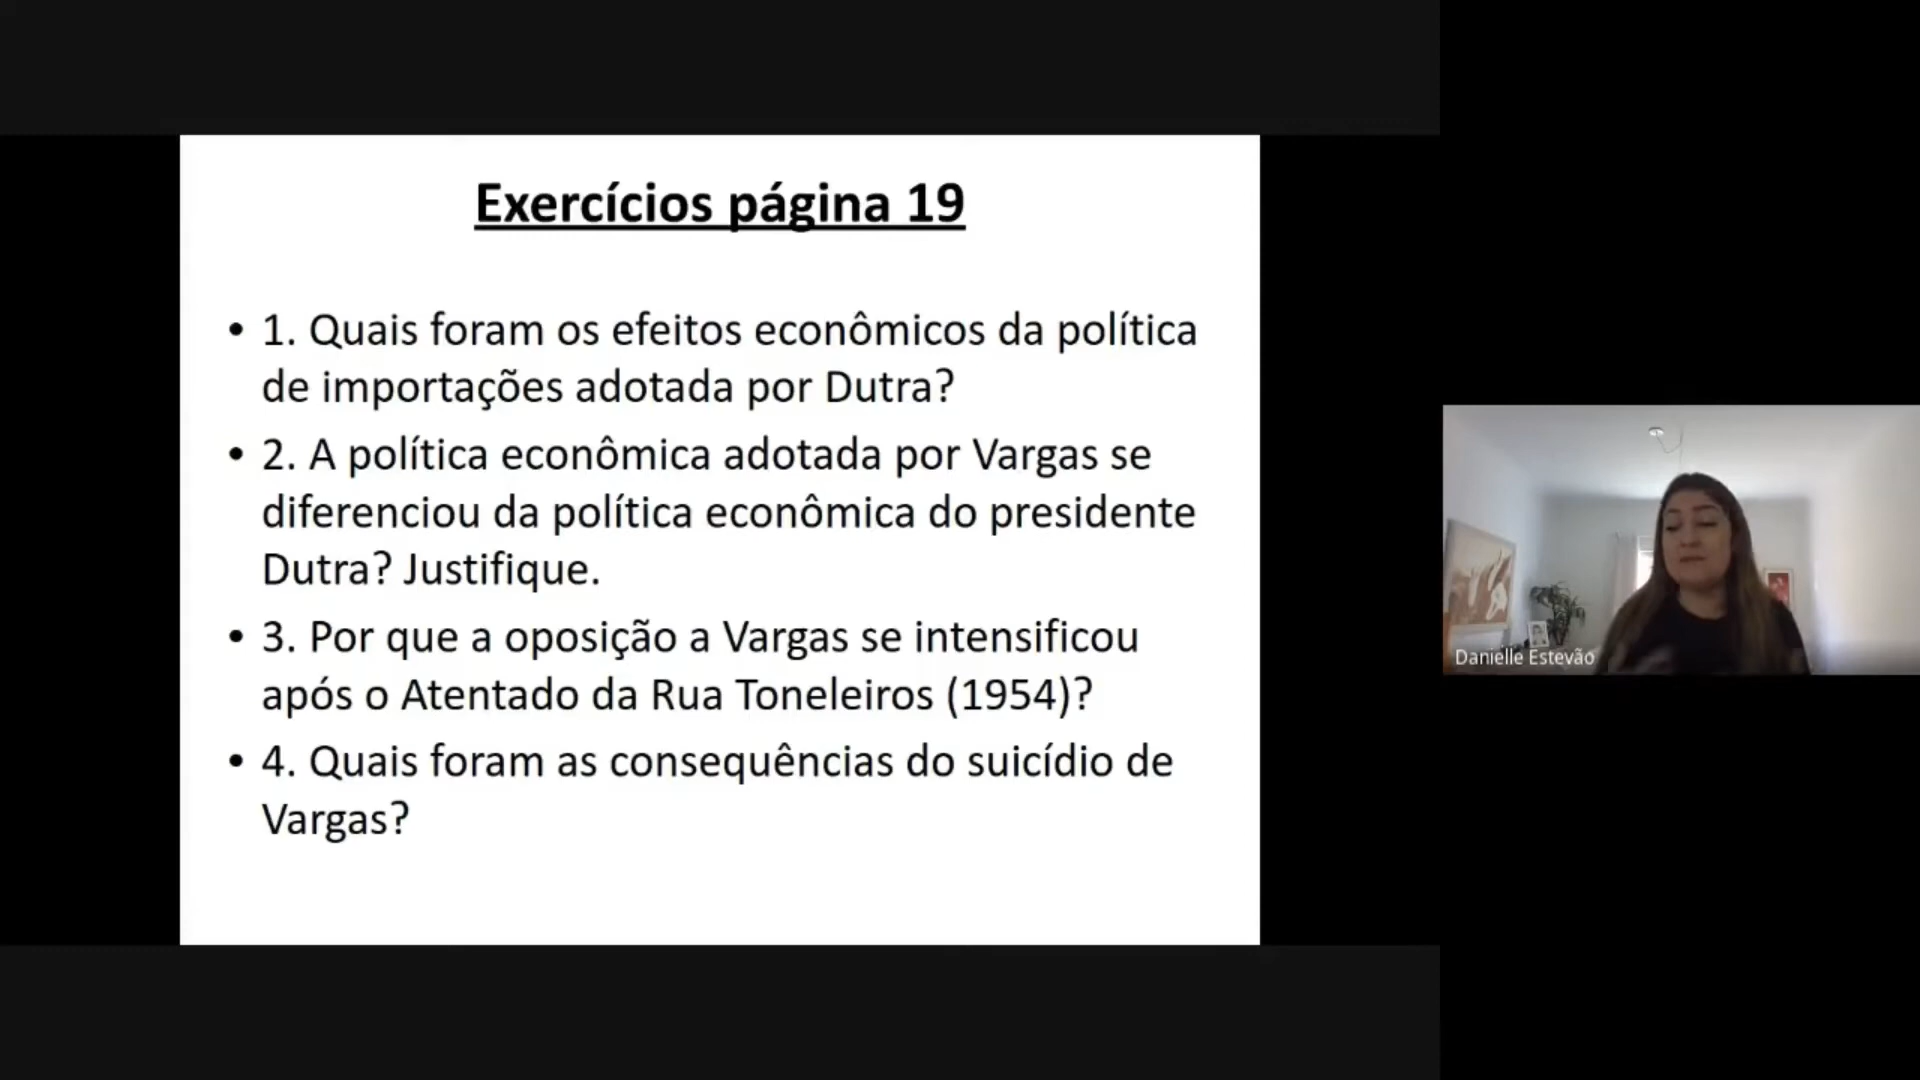 Exercícios página 19
• 1. Quais foram os efeitos econômicos da política
de importações adotada por Dutra?
• 2. A política econômica adotada por Vargas se
diferenciou da política econômica do presidente
Dutra? Justifique.
• 3. Por que a oposição a Vargas se intensificou
após o Atentado da Rua Toneleiros (1954)?
• 4. Quais foram as consequências do suicídio de
Vargas?
Danielle Estevão